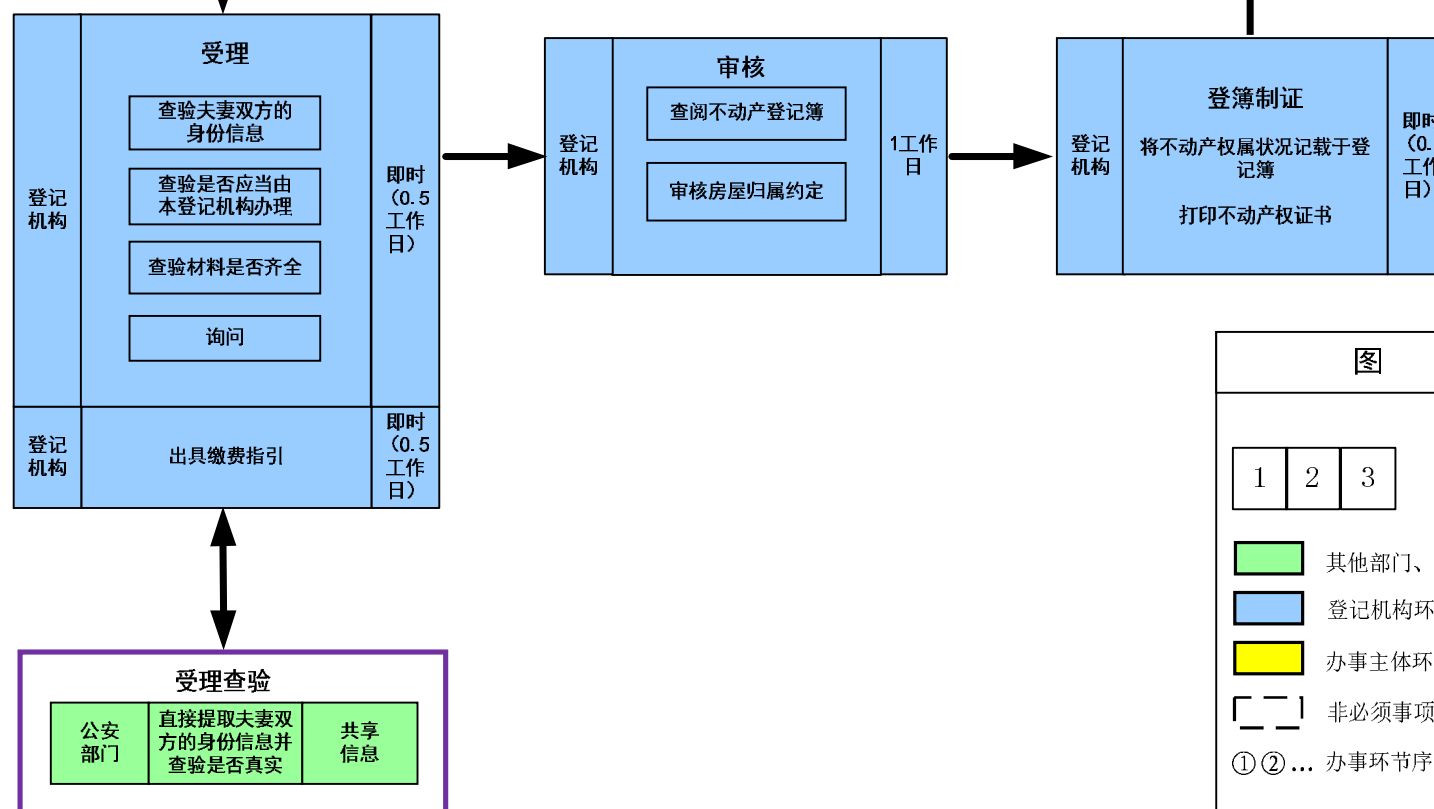 受理
查验夫妻双方的
身份信息
查验是否应当由
本登记机构办理
查验材料是否齐全
询问
登记
机构
即时
（0.5
工作
日）
登记
机构
出具缴费指引
即时
（0.5
工作
日）
审核
查阅不动产登记簿
审核房屋归属约定
登记
机构
1工作
日
登簿制证
将不动产权属状况记载于登
记簿
打印不动产权证书
登记
机构
即时
（0.
工作
日）
受理查验
公安
部门
直接提取夫妻双
方的身份信息并
查验是否真实
共享
信息
图
1 2 3
其他部门、
登记机构环
办事主体环
非必须事项
①②… 办事环节序